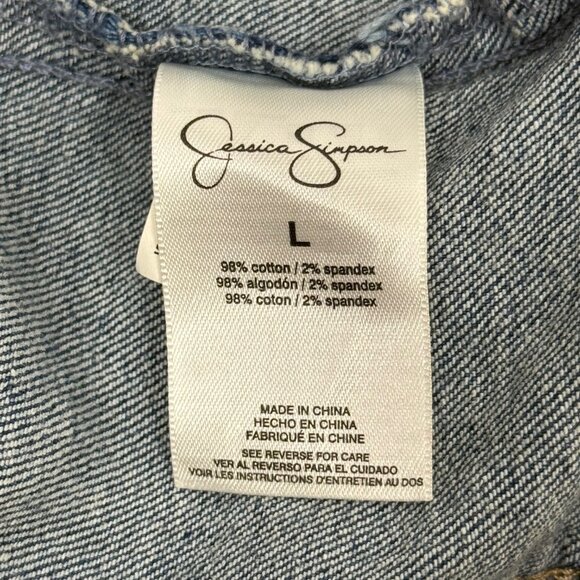 Jessica Simpson
L
98% cotton / 2% spandex
98% algodón / 2% spandex
98% coton / 2% spandex
MADE IN CHINA
HECHO EN CHINA
FABRIQUÉ EN CHINE
SEE REVERSE FOR CARE
VER AL REVERSO PARA EL CUIDADO
VOIR LES INSTRUCTIONS D'ENTRETIEN AU DOS